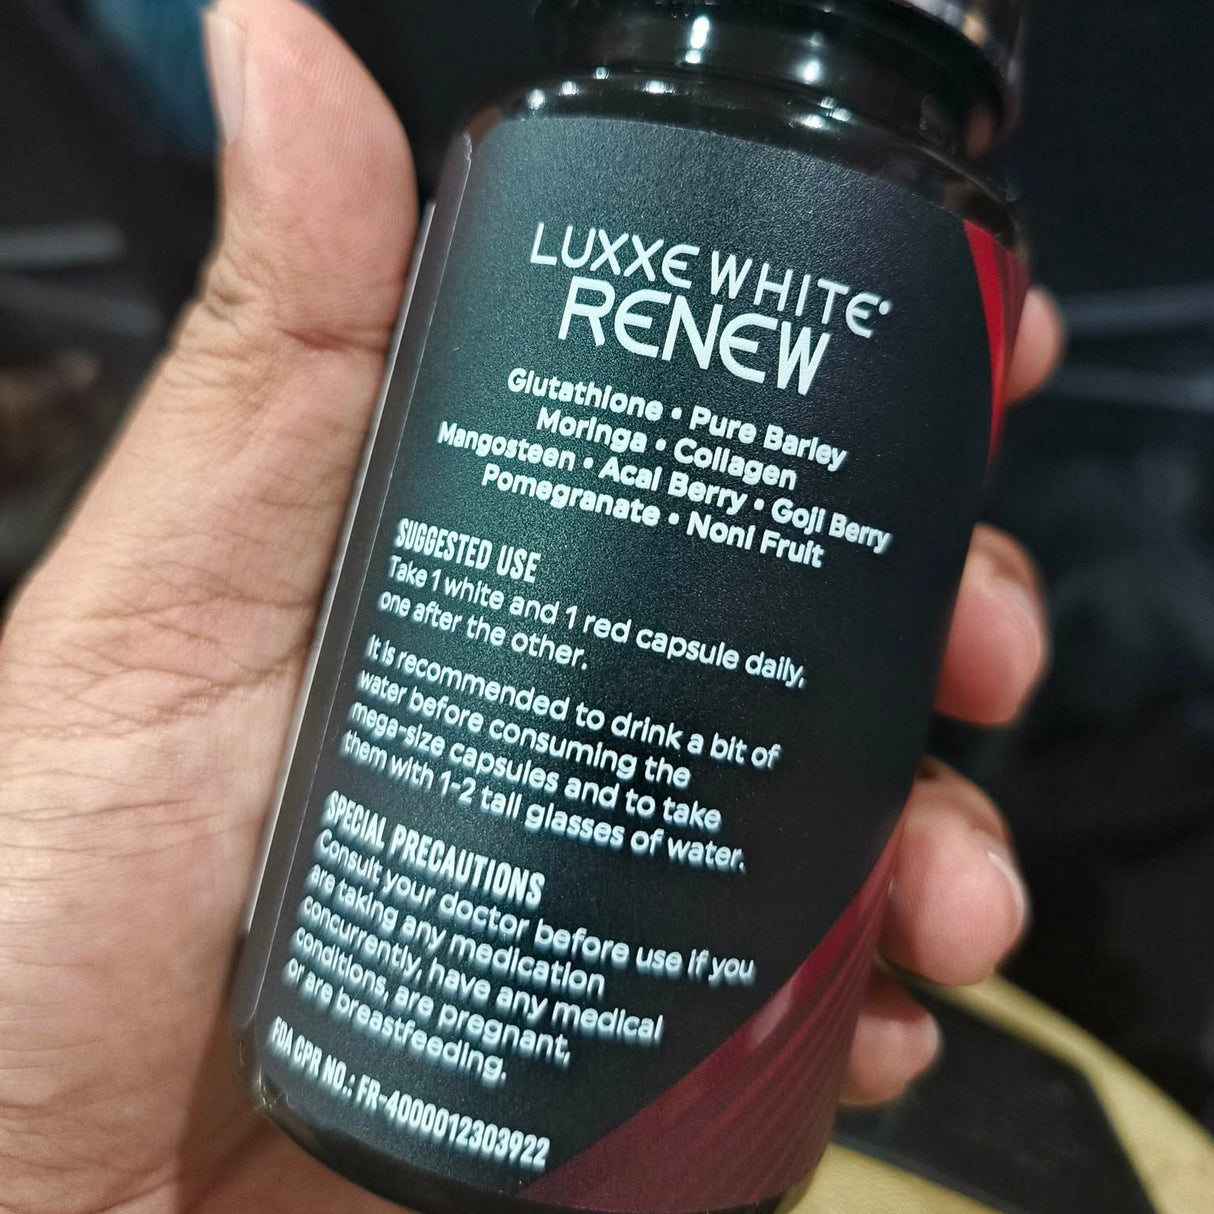 LUXXE WHITE®
RENEW
Glutathione • Pure Barley
Moringa • Collagen
Mangosteen • Acai Berry • Goji Berry
Pomegranate • Noni Fruit
SUGGESTED USE
Take 1 white and 1 red capsule daily,
one after the other.
It is recommended to drink a bit of
water before consuming the
mega-size capsules and to take
them with 1-2 tall glasses of water.
SPECIAL PRECAUTIONS
Consult your doctor before use if you
are taking any medication
concurrently, have any medical
conditions, are pregnant,
or are breastfeeding.
FDA CPR NO.: FR-4000012303922